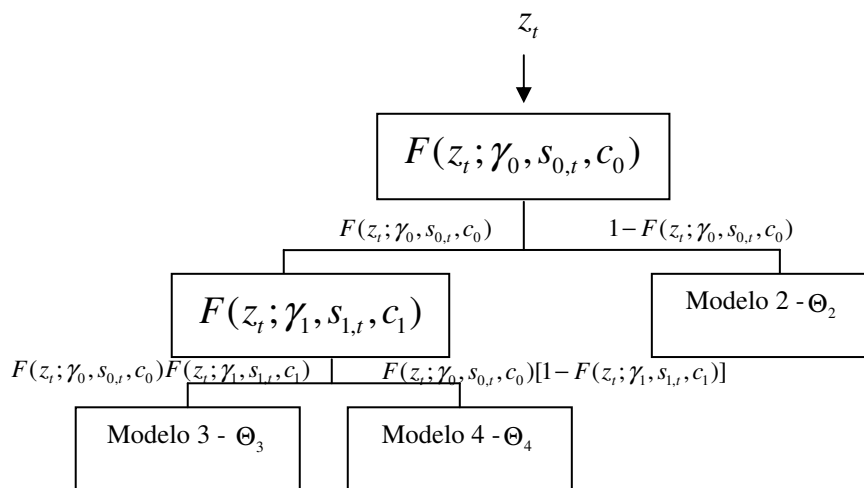 z_t
F(z_t; γ_0, s_{0,t}, c_0)
F(z_t; γ_0, s_{0,t}, c_0)
1 − F(z_t; γ_0, s_{0,t}, c_0)
F(z_t; γ_1, s_{1,t}, c_1)
Modelo 2 - Θ_2
F(z_t; γ_0, s_{0,t}, c_0)F(z_t; γ_1, s_{1,t}, c_1)
F(z_t; γ_0, s_{0,t}, c_0)[1 − F(z_t; γ_1, s_{1,t}, c_1)]
Modelo 3 - Θ_3
Modelo 4 - Θ_4